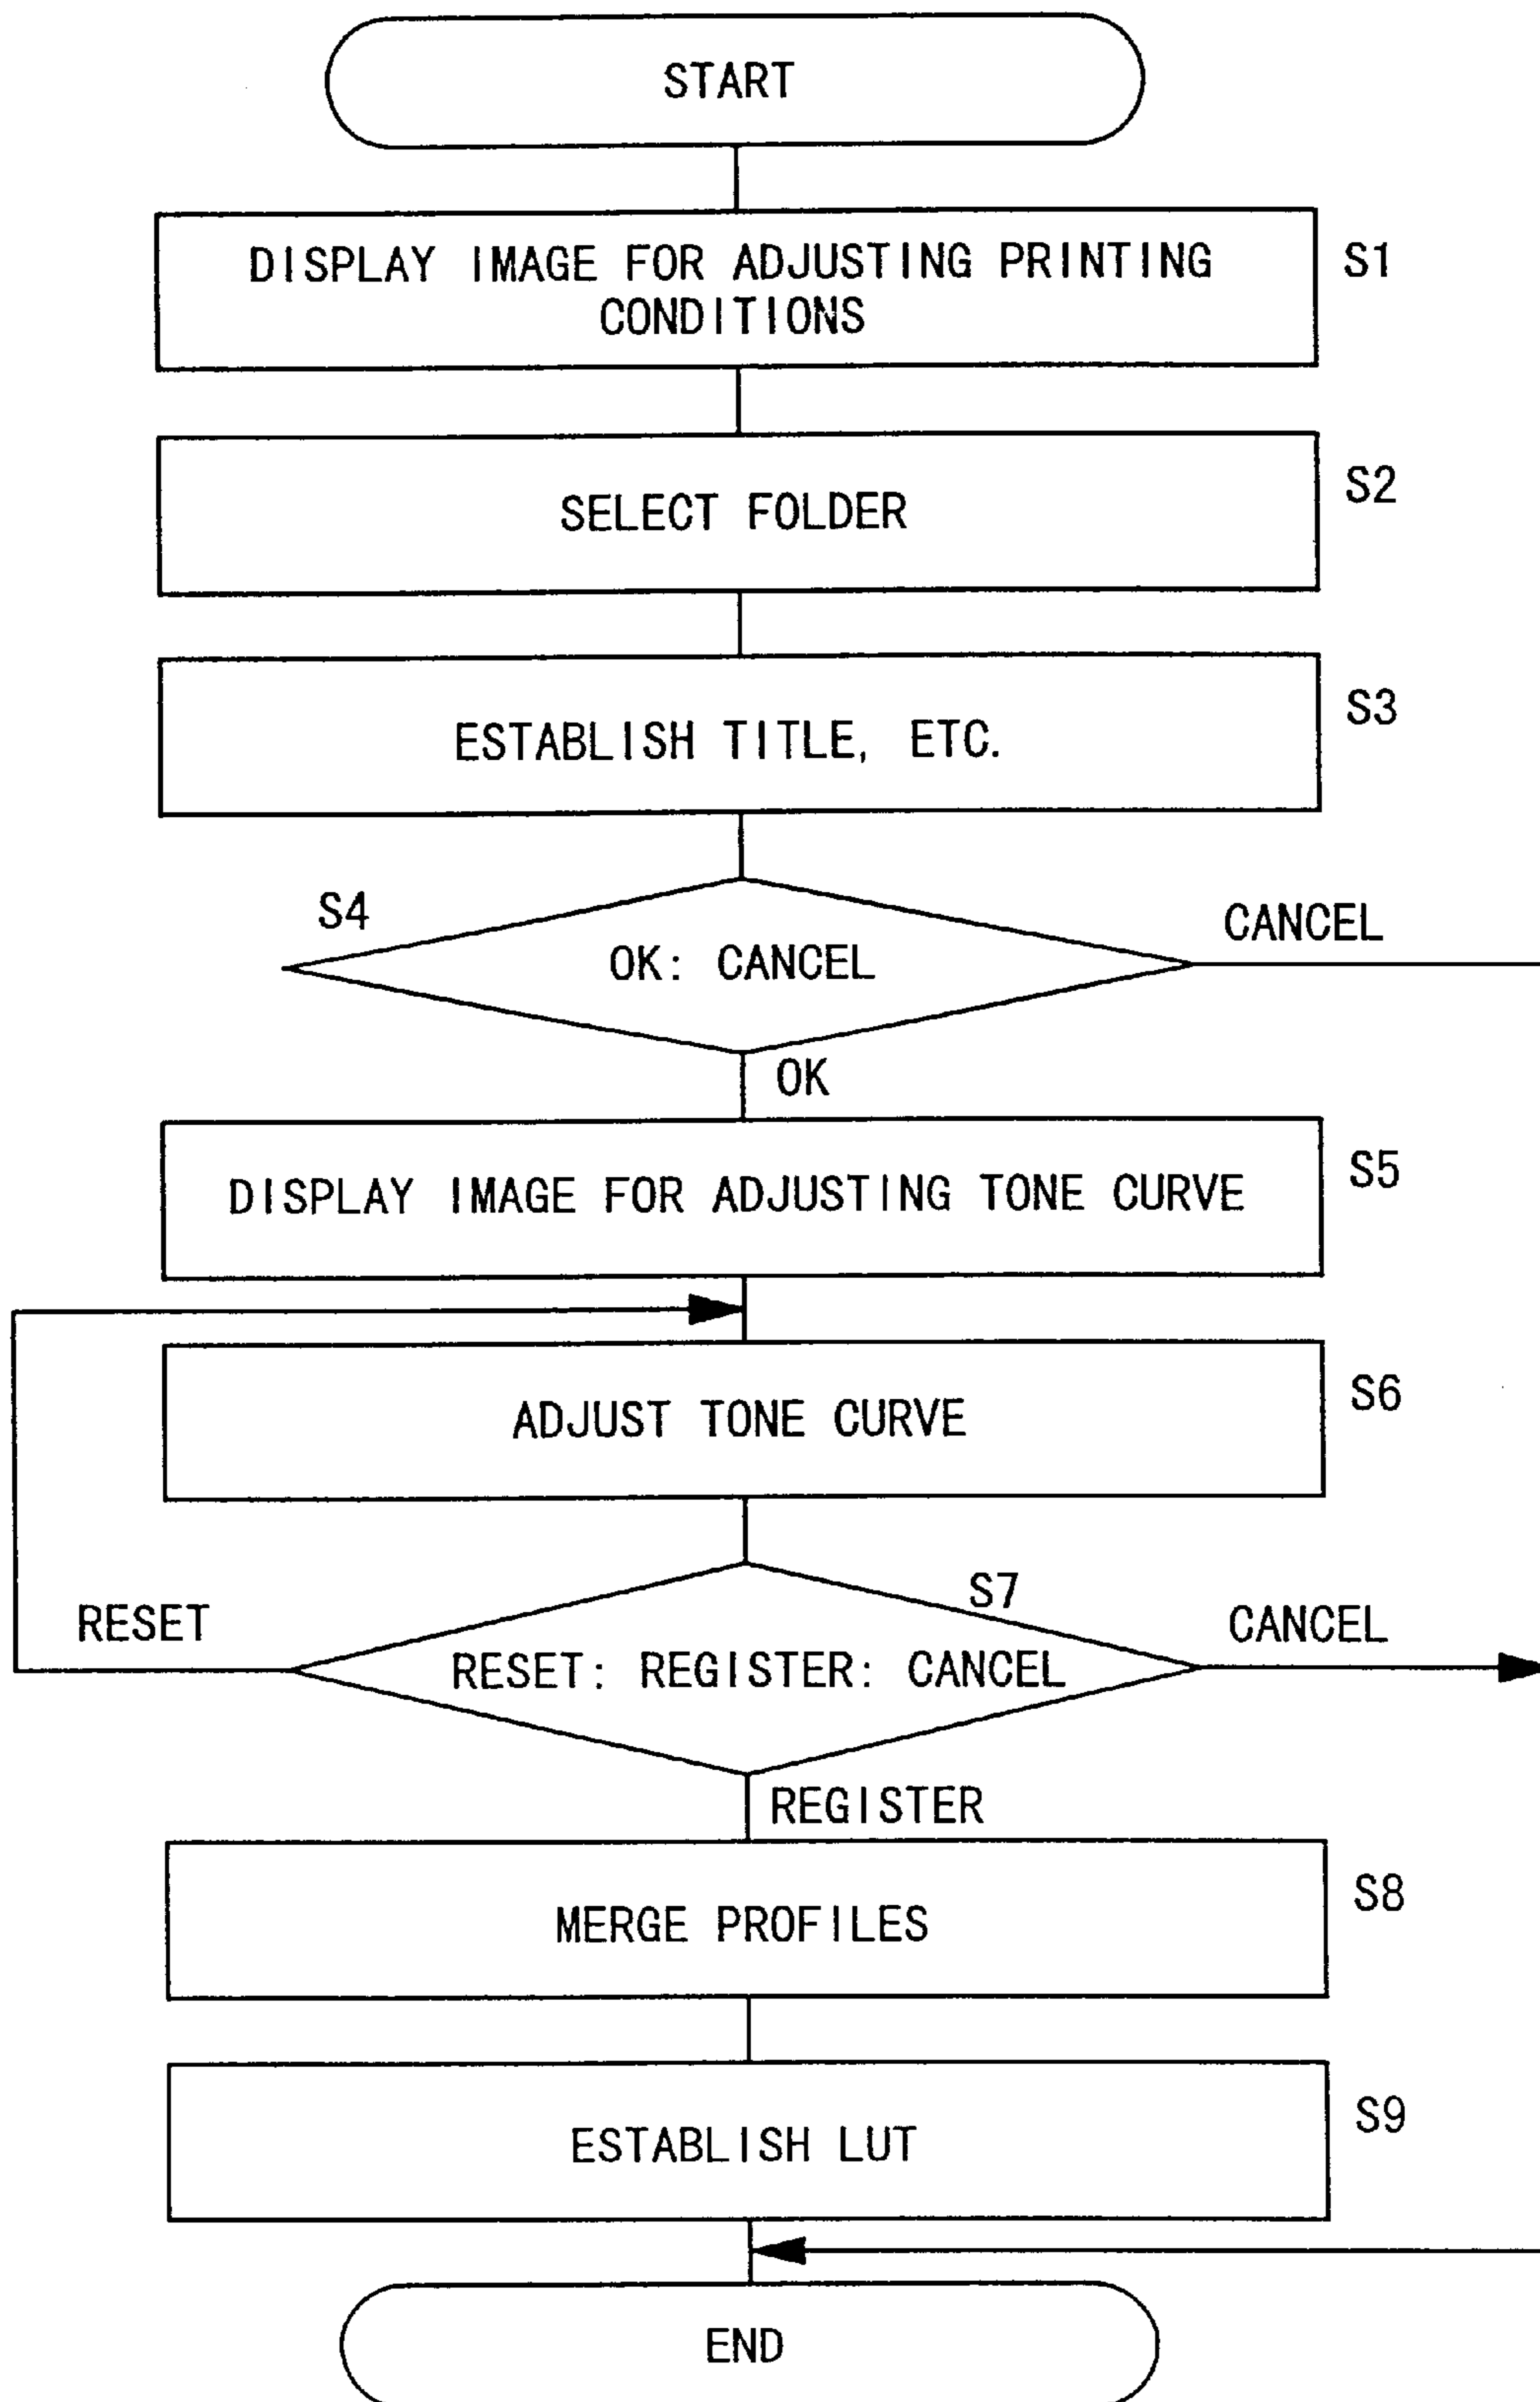 START
DISPLAY IMAGE FOR ADJUSTING PRINTING
CONDITIONS
S1
SELECT FOLDER
S2
ESTABLISH TITLE, ETC.
S3
S4
OK: CANCEL
CANCEL
OK
DISPLAY IMAGE FOR ADJUSTING TONE CURVE
S5
ADJUST TONE CURVE
S6
S7
RESET
RESET: REGISTER: CANCEL
CANCEL
REGISTER
MERGE PROFILES
S8
ESTABLISH LUT
S9
END